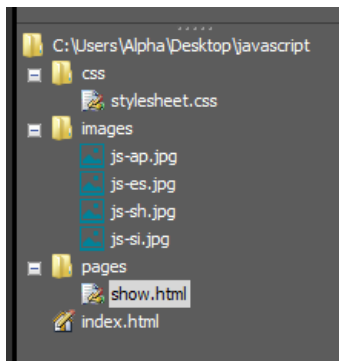 C:\Users\Alpha\Desktop\javascript
css
stylesheet.css
images
js-ap.jpg
js-es.jpg
js-sh.jpg
js-si.jpg
pages
show.html
index.html